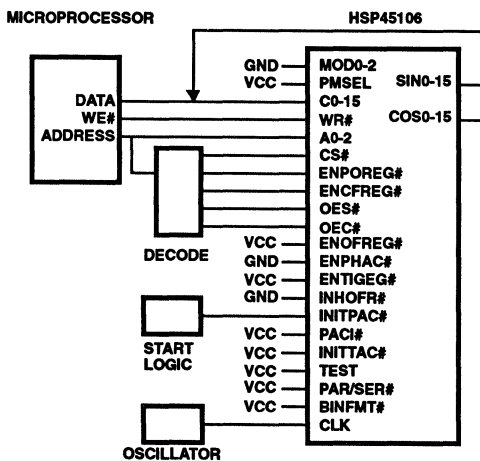 MICROPROCESSOR
HSP45106
DATA
WE#
ADDRESS
DECODE
START
LOGIC
OSCILLATOR
GND MOD0-2
VCC PMSEL
C0-15
WR#
A0-2
CS#
ENPOREG#
ENCFREG#
OES#
OEC#
VCC ENOFREG#
GND ENPHAC#
VCC ENTIGEG#
GND INHOFR#
INITPAC#
VCC PACI#
VCC INITTAC#
VCC TEST
VCC PAR/SER#
VCC BINFMT#
CLK
SIN0-15
COS0-15